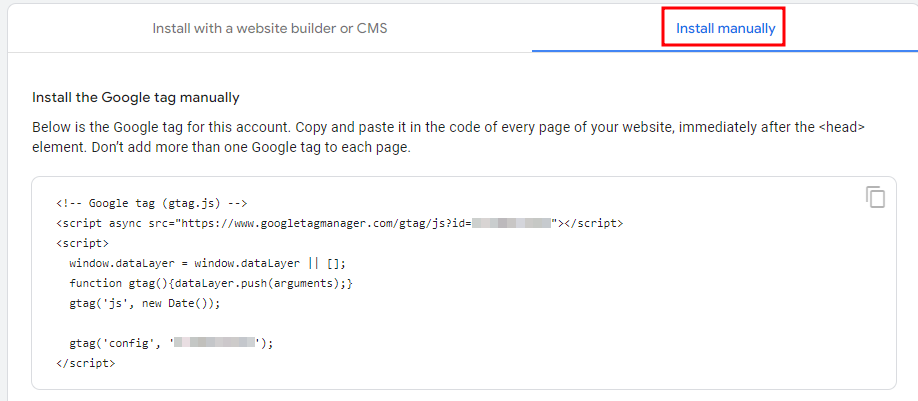 Install with a website builder or CMS
Install manually
Install the Google tag manually
Below is the Google tag for this account. Copy and paste it in the code of every page of your website, immediately after the <head>
element. Don't add more than one Google tag to each page.
<!-- Google tag (gtag.js) -->
<script async src="https://www.googletagmanager.com/gtag/js?id="></script>
<script>
  window.dataLayer = window.dataLayer || [];
  function gtag(){dataLayer.push(arguments);}
  gtag('js', new Date());

  gtag('config', '');
</script>